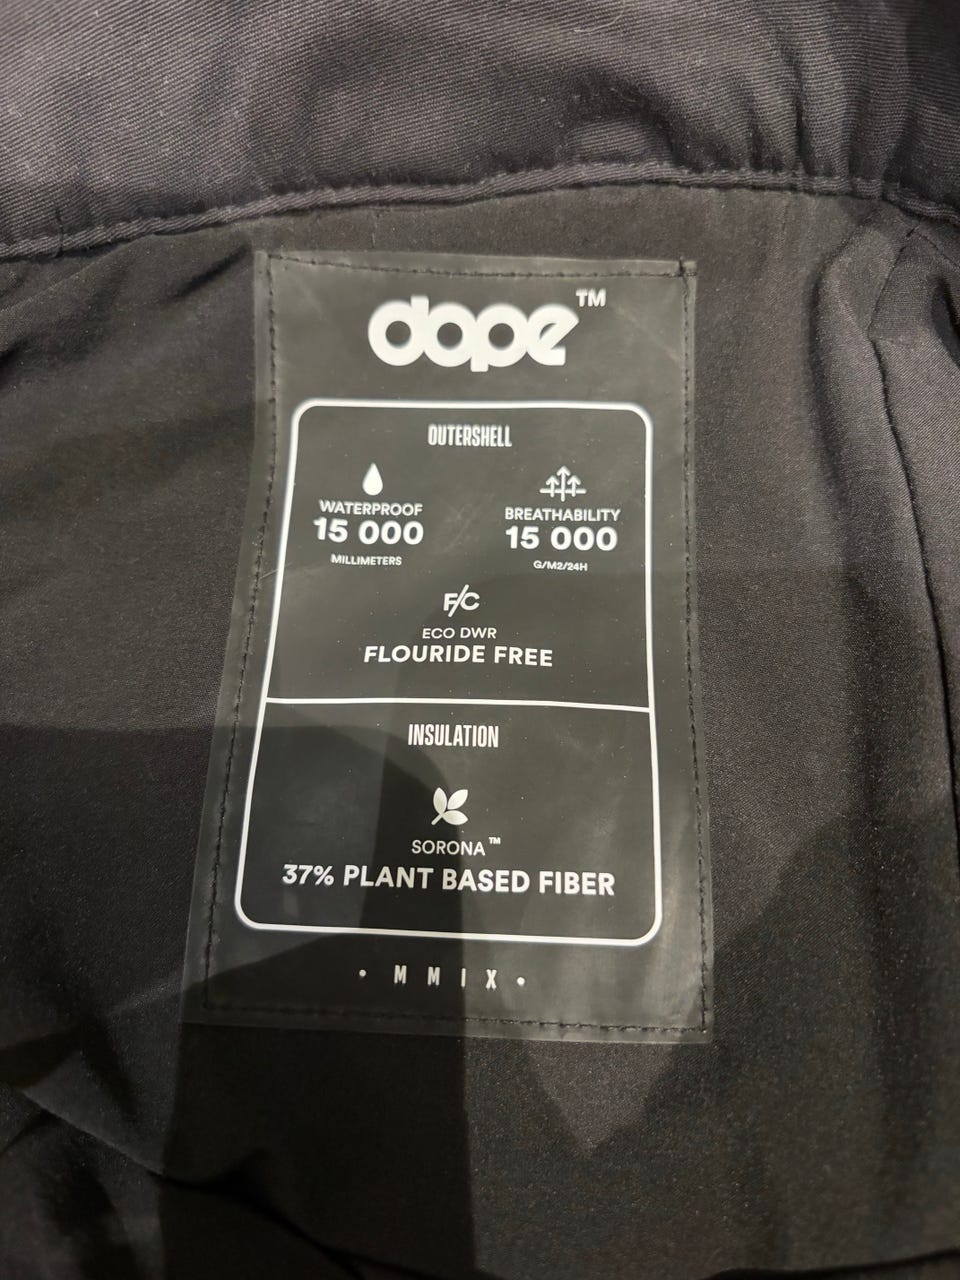 dope™
OUTERSHELL
WATERPROOF
15 000
MILLIMETERS
BREATHABILITY
15 000
G/M2/24H
F/C
ECO DWR
FLOURIDE FREE
INSULATION
SORONA™
37% PLANT BASED FIBER
• MMIX •